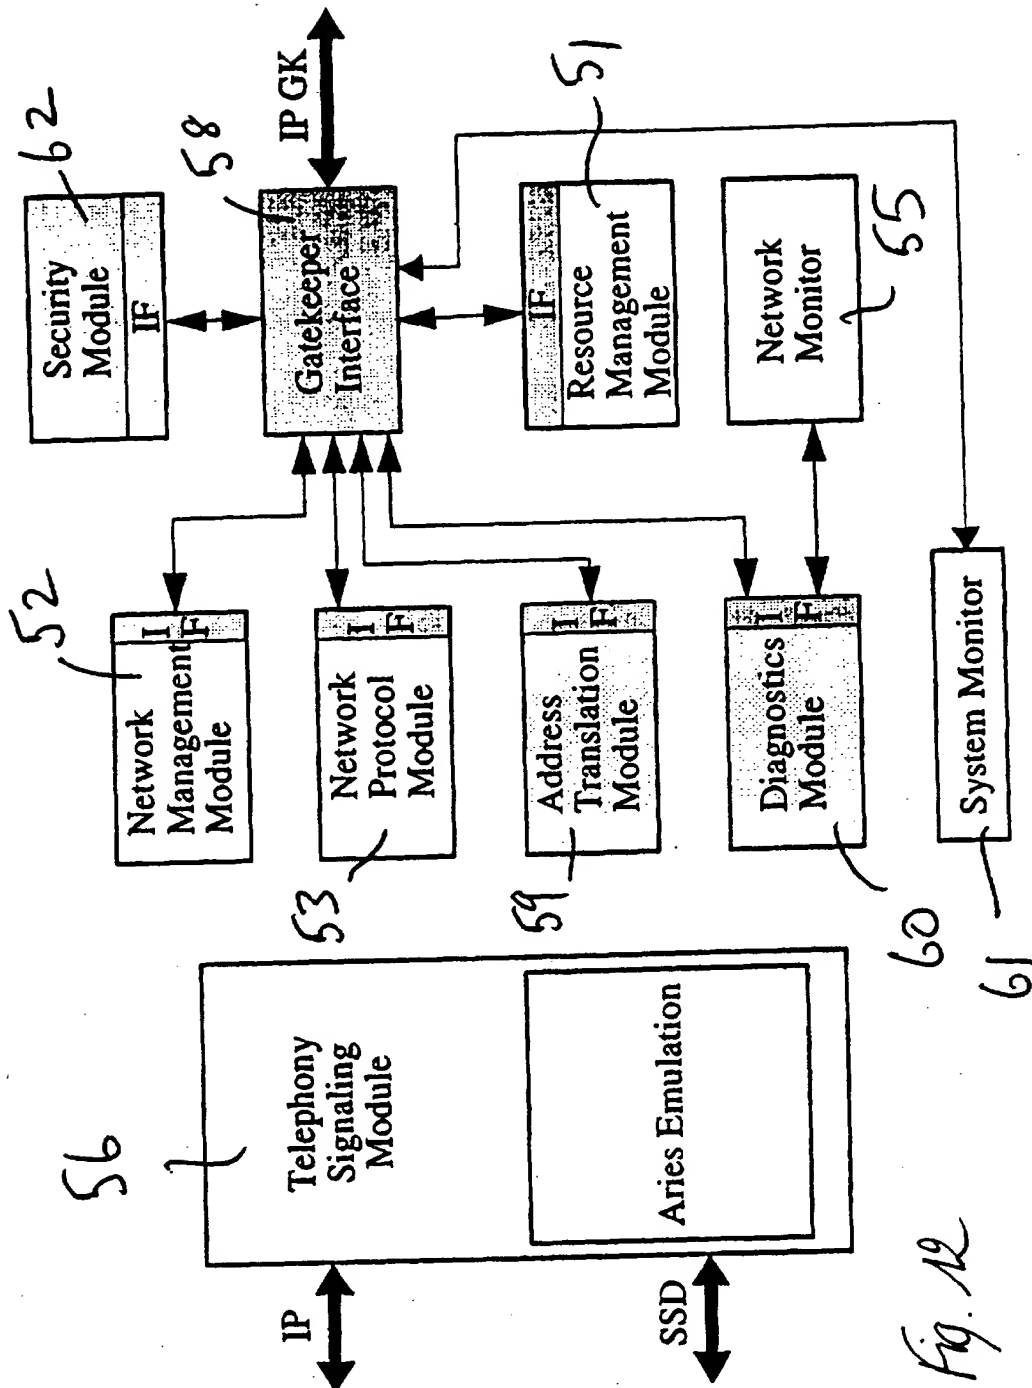 56
Telephony
Signaling
Module
Aries Emulation
IP
SSD
52
Network
Management
Module
I
F
53
Network
Protocol
Module
I
F
59
Address
Translation
Module
I
F
60
Diagnostics
Module
I
F
61
System Monitor
62
Security
Module
IF
58
Gatekeeper
Interface
IP GK
51
IF
Resource
Management
Module
55
Network
Monitor
Fig. 12